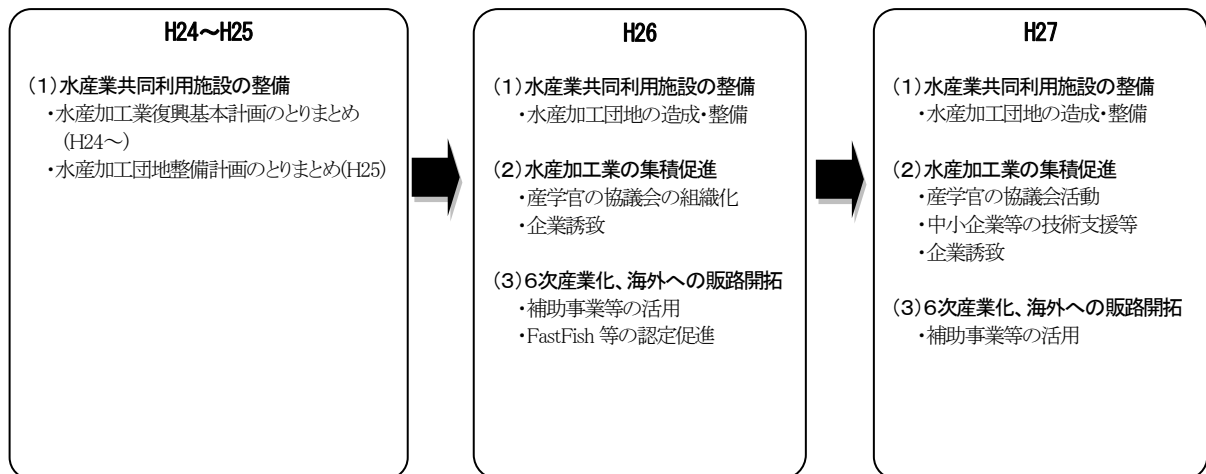 H24~H25
(1)水産業共同利用施設の整備
・水産加工業復興基本計画のとりまとめ
(H24~)
・水産加工団地整備計画のとりまとめ(H25)
H26
(1)水産業共同利用施設の整備
・水産加工団地の造成・整備
(2)水産加工業の集積促進
・産学官の協議会の組織化
・企業誘致
(3)6次産業化、海外への販路開拓
・補助事業等の活用
・FastFish 等の認定促進
H27
(1)水産業共同利用施設の整備
・水産加工団地の造成・整備
(2)水産加工業の集積促進
・産学官の協議会活動
・中小企業等の技術支援等
・企業誘致
(3)6次産業化、海外への販路開拓
・補助事業等の活用